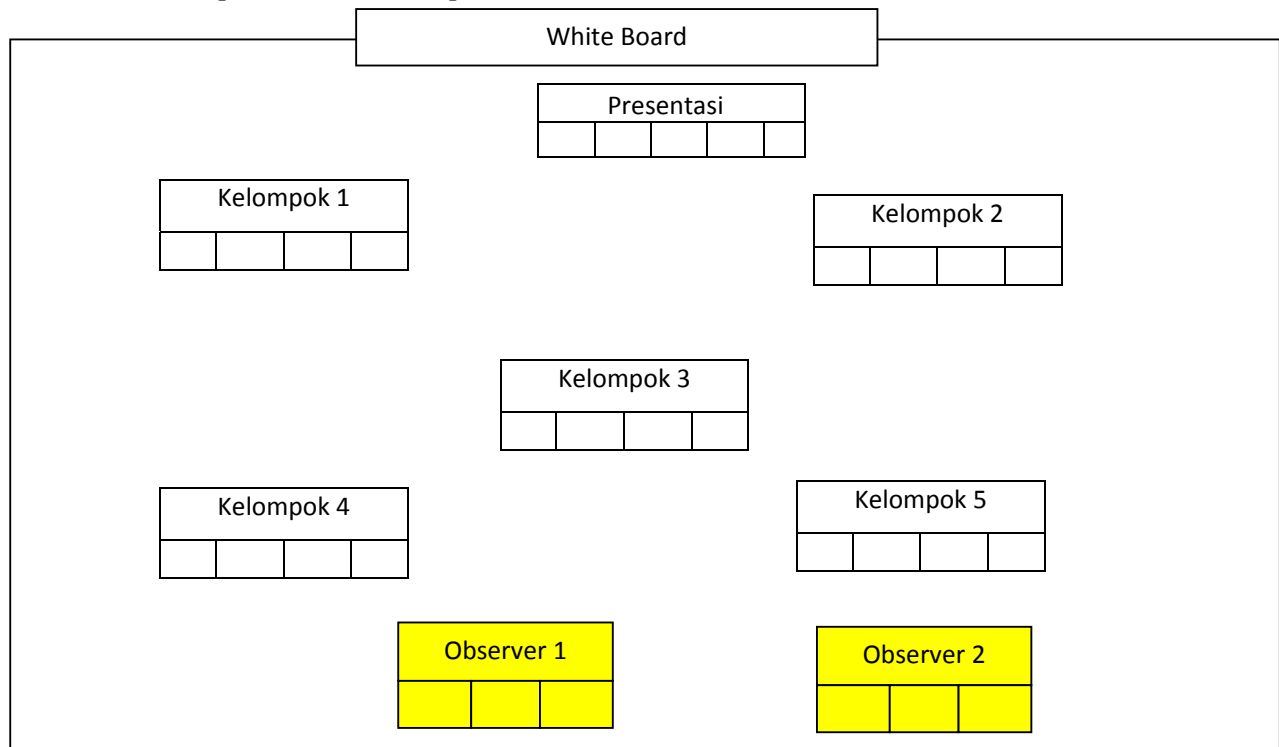 White Board
Presentasi
Kelompok 1
Kelompok 2
Kelompok 3
Kelompok 4
Kelompok 5
Observer 1
Observer 2